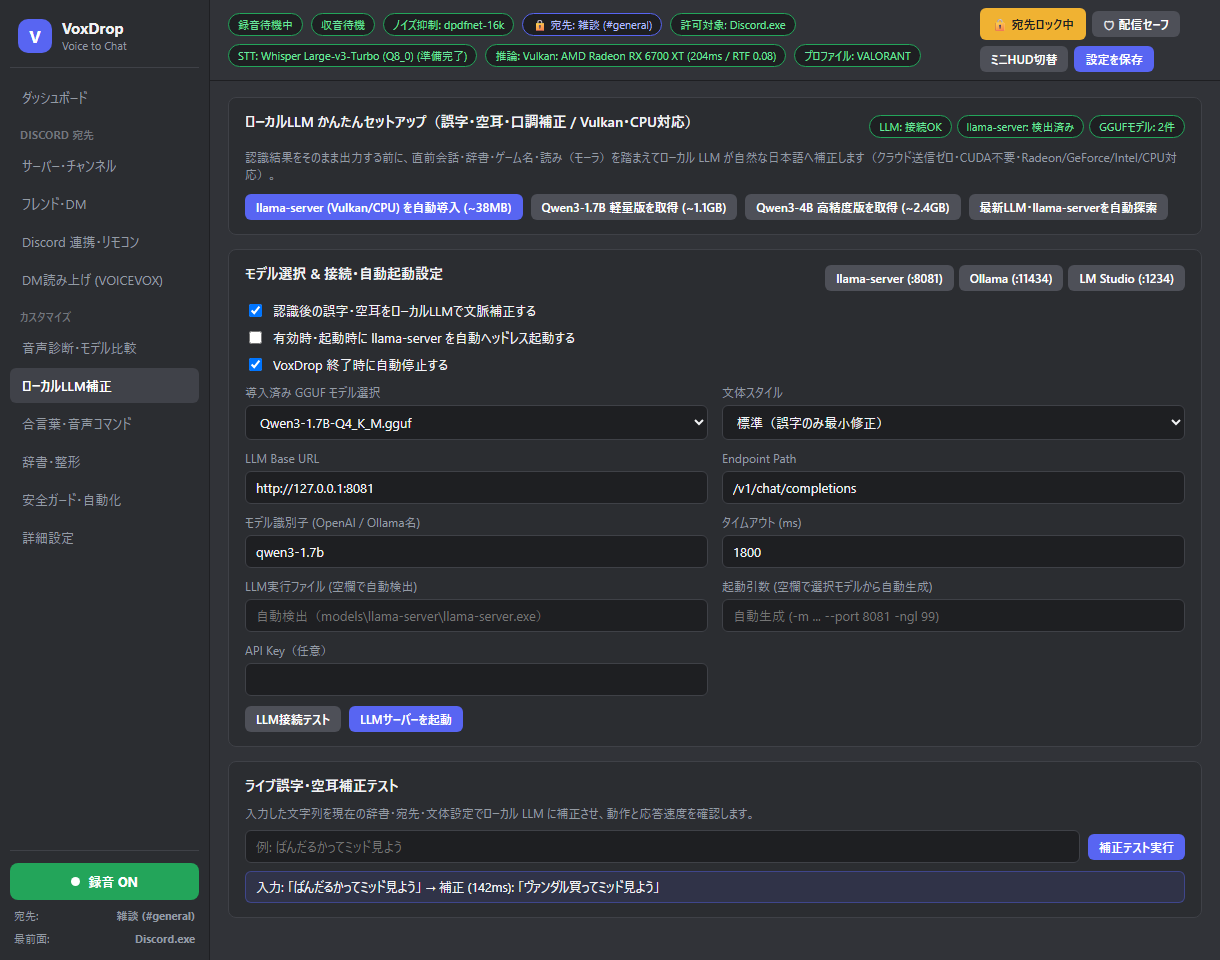 V
VoxDrop
Voice to Chat
ダッシュボード
DISCORD 宛先
サーバー・チャンネル
フレンド・DM
Discord 連携・リモコン
DM読み上げ (VOICEVOX)
カスタマイズ
音声診断・モデル比較
ローカルLLM補正
合言葉・音声コマンド
辞書・整形
安全ガード・自動化
詳細設定
録音 ON
宛先: 雑談 (#general)
最前面: Discord.exe
録音待機中 収音待機 ノイズ抑制: dpdfnet-16k 🔒 宛先: 雑談 (#general) 許可対象: Discord.exe
STT: Whisper Large-v3-Turbo (Q8_0) (準備完了) 推論: Vulkan: AMD Radeon RX 6700 XT (204ms / RTF 0.08) プロファイル: VALORANT
🔒 宛先ロック中 🛡 配信セーフ
ミニHUD切替 設定を保存
ローカルLLM かんたんセットアップ（誤字・空耳・口調補正 / Vulkan・CPU対応）
LLM: 接続OK llama-server: 検出済み GGUFモデル: 2件
認識結果をそのまま出力する前に、直前会話・辞書・ゲーム名・読み（モーラ）を踏まえてローカル LLM が自然な日本語へ補正します（クラウド送信ゼロ・CUDA不要・Radeon/GeForce/Intel/CPU対
応）。
llama-server (Vulkan/CPU) を自動導入 (~38MB) Qwen3-1.7B 軽量版を取得 (~1.1GB) Qwen3-4B 高精度版を取得 (~2.4GB) 最新LLM・llama-serverを自動探索
モデル選択 & 接続・自動起動設定
llama-server (:8081) Ollama (:11434) LM Studio (:1234)
認識後の誤字・空耳をローカルLLMで文脈補正する
有効時・起動時に llama-server を自動ヘッドレス起動する
VoxDrop 終了時に自動停止する
導入済み GGUF モデル選択 文体スタイル
Qwen3-1.7B-Q4_K_M.gguf 標準（誤字のみ最小修正）
LLM Base URL Endpoint Path
http://127.0.0.1:8081 /v1/chat/completions
モデル識別子 (OpenAI / Ollama名) タイムアウト (ms)
qwen3-1.7b 1800
LLM実行ファイル (空欄で自動検出) 起動引数 (空欄で選択モデルから自動生成)
自動検出（models\llama-server\llama-server.exe） 自動生成 (-m ... --port 8081 -ngl 99)
API Key（任意）
LLM接続テスト LLMサーバーを起動
ライブ誤字・空耳補正テスト
入力した文字列を現在の辞書・宛先・文体設定でローカル LLM に補正させ、動作と応答速度を確認します。
例: ばんだるかってミッド見よう 補正テスト実行
入力: 「ばんだるかってミッド見よう」 → 補正 (142ms): 「ヴァンダル買ってミッド見よう」